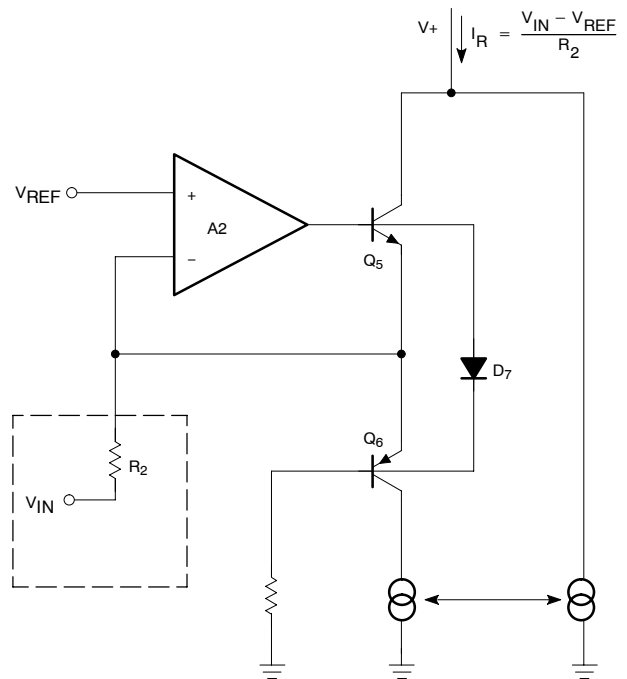 V+
I_R = (V_IN − V_REF) / R_2
V_REF
+
A2
−
Q_5
D_7
Q_6
R_2
V_IN